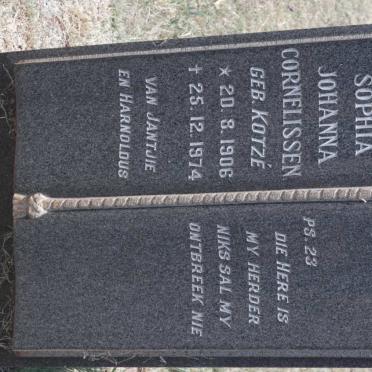 SOPHIA
JOHANNA
CORNELISSEN
GEB. KOTZÉ
★ 20.8.1906
✝ 25.12.1974
VAN JANTJIE
EN HARNOLDUS
PS. 23
DIE HERE IS
MY HERDER
NIKS SAL MY
ONTBREEK NIE